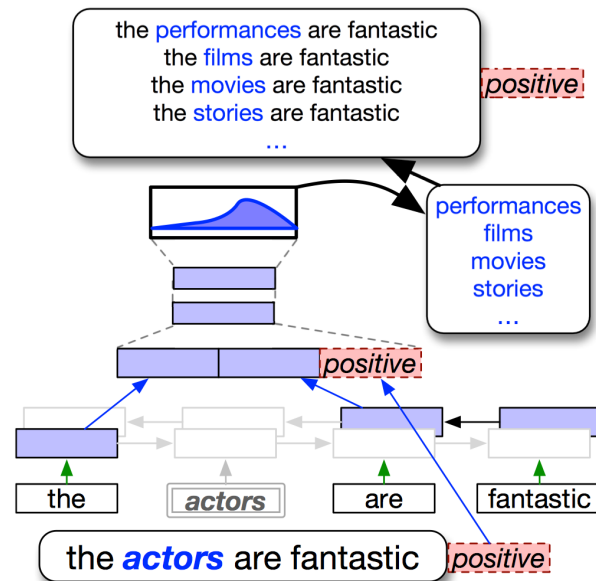 the performances are fantastic
the films are fantastic
the movies are fantastic
the stories are fantastic
...
positive
performances
films
movies
stories
...
positive
the
actors
are
fantastic
the actors are fantastic
positive